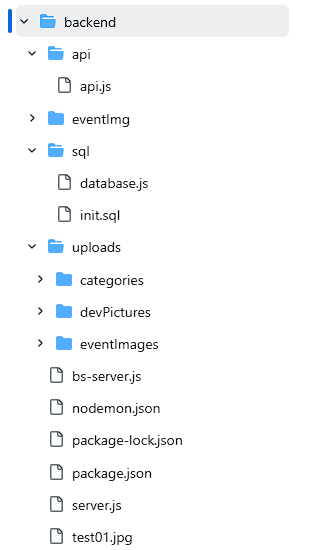 backend
api
api.js
eventImg
sql
database.js
init.sql
uploads
categories
devPictures
eventImages
bs-server.js
nodemon.json
package-lock.json
package.json
server.js
test01.jpg